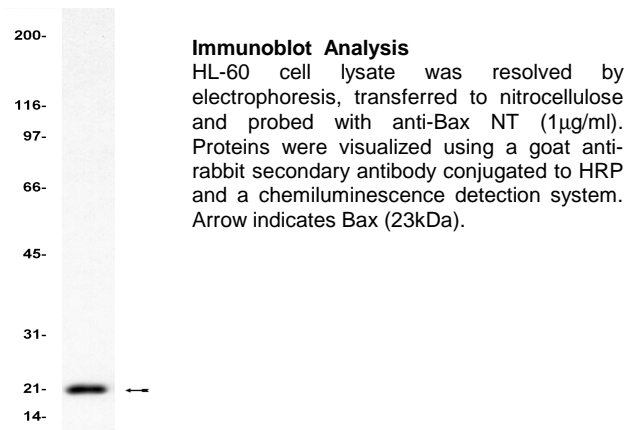 200-
116-
97-
66-
45-
31-
21-
14-
Immunoblot Analysis
HL-60 cell lysate was resolved by
electrophoresis, transferred to nitrocellulose
and probed with anti-Bax NT (1µg/ml).
Proteins were visualized using a goat anti-
rabbit secondary antibody conjugated to HRP
and a chemiluminescence detection system.
Arrow indicates Bax (23kDa).